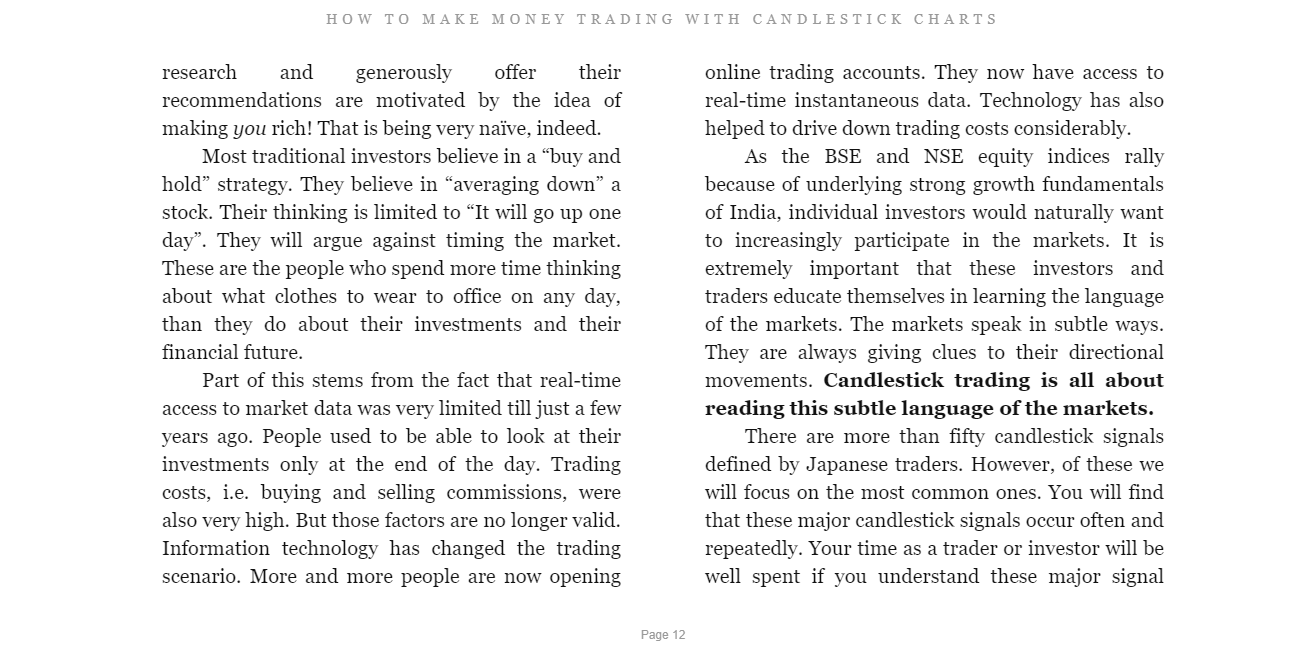 HOW TO MAKE MONEY TRADING WITH CANDLESTICK CHARTS
research and generously offer their
recommendations are motivated by the idea of
making you rich! That is being very naïve, indeed.
Most traditional investors believe in a “buy and
hold” strategy. They believe in “averaging down” a
stock. Their thinking is limited to “It will go up one
day”. They will argue against timing the market.
These are the people who spend more time thinking
about what clothes to wear to office on any day,
than they do about their investments and their
financial future.
Part of this stems from the fact that real-time
access to market data was very limited till just a few
years ago. People used to be able to look at their
investments only at the end of the day. Trading
costs, i.e. buying and selling commissions, were
also very high. But those factors are no longer valid.
Information technology has changed the trading
scenario. More and more people are now opening
online trading accounts. They now have access to
real-time instantaneous data. Technology has also
helped to drive down trading costs considerably.
As the BSE and NSE equity indices rally
because of underlying strong growth fundamentals
of India, individual investors would naturally want
to increasingly participate in the markets. It is
extremely important that these investors and
traders educate themselves in learning the language
of the markets. The markets speak in subtle ways.
They are always giving clues to their directional
movements. Candlestick trading is all about
reading this subtle language of the markets.
There are more than fifty candlestick signals
defined by Japanese traders. However, of these we
will focus on the most common ones. You will find
that these major candlestick signals occur often and
repeatedly. Your time as a trader or investor will be
well spent if you understand these major signal
Page 12